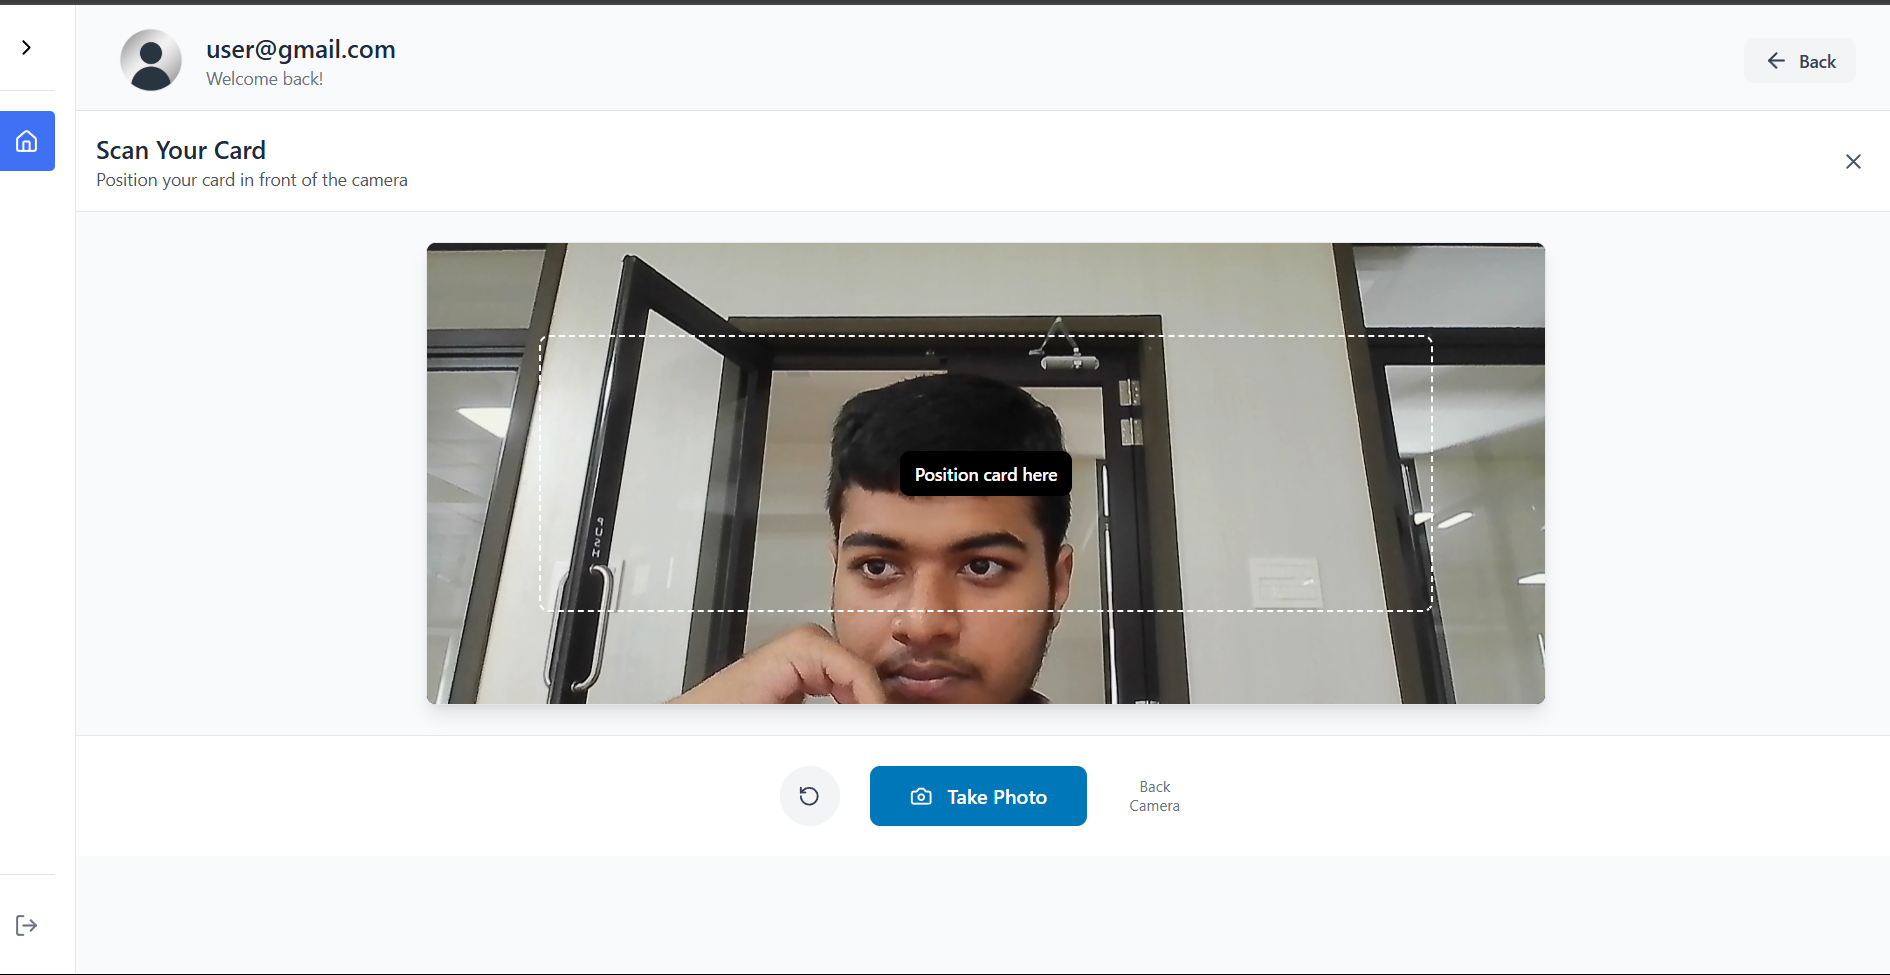 user@gmail.com
Welcome back!
Back
Scan Your Card
Position your card in front of the camera
Position card here
PUSH
Take Photo
Back
Camera